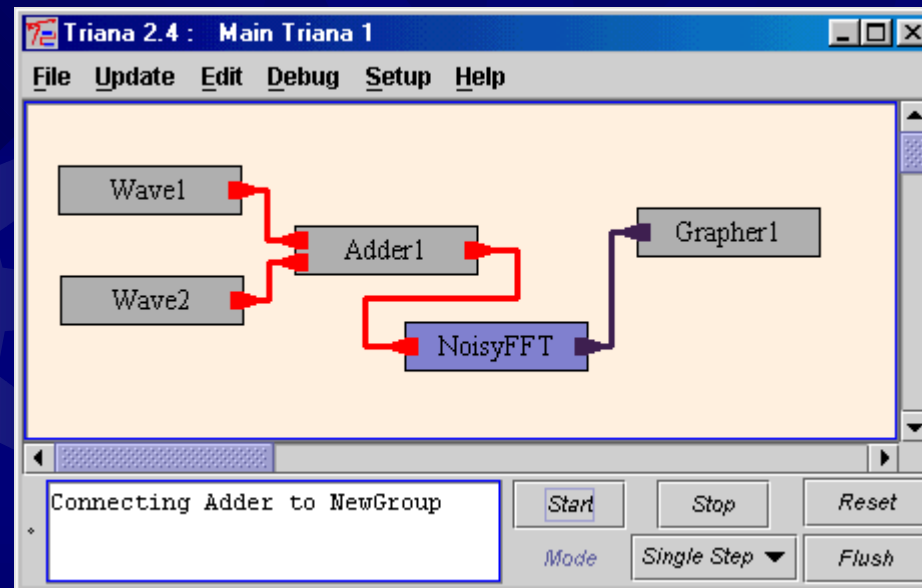 Triana 2.4 : Main Triana 1
File Update Edit Debug Setup Help
Wave1
Grapher1
Adder1
Wave2
NoisyFFT
Connecting Adder to NewGroup
Start Stop Reset
Mode Single Step Flush